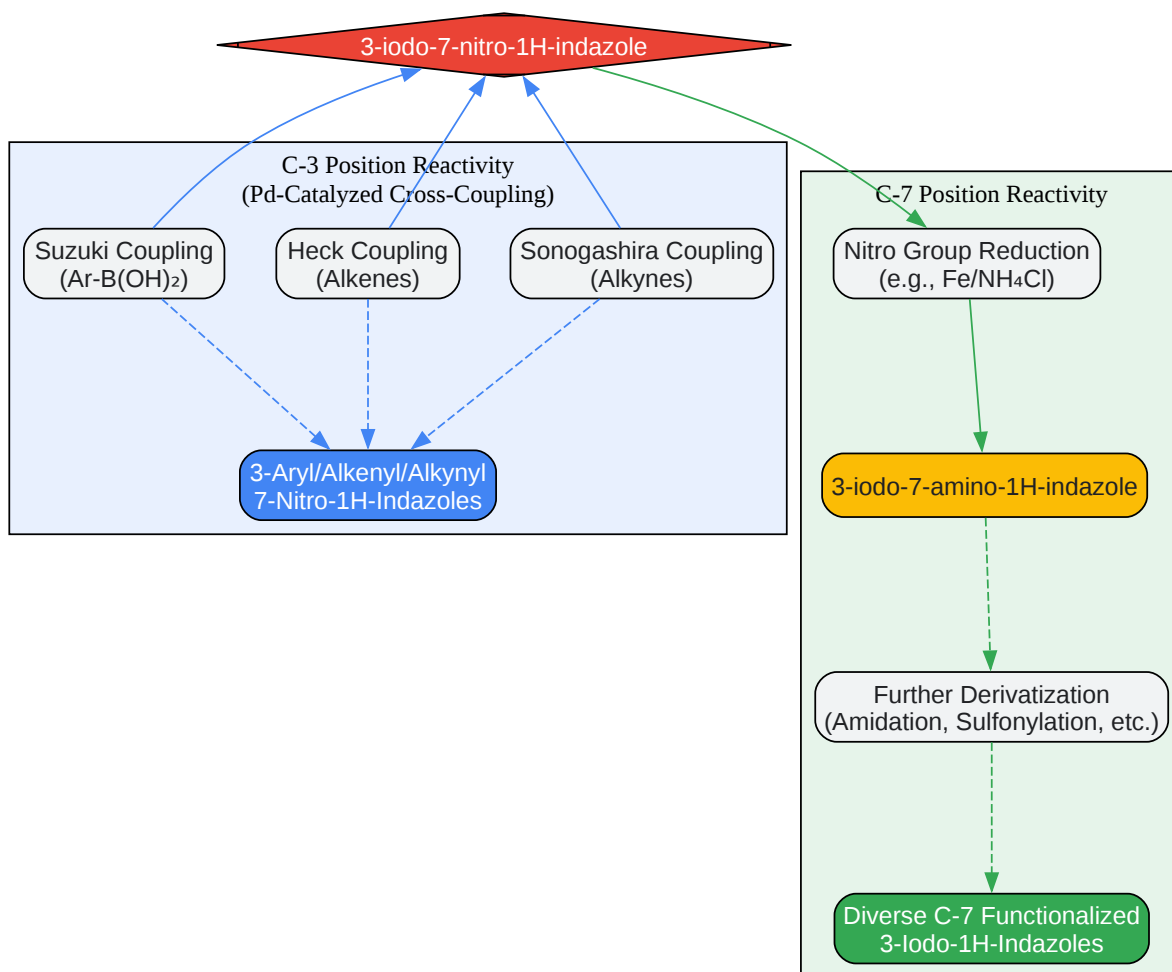 3-iodo-7-nitro-1H-indazole
C-3 Position Reactivity
(Pd-Catalyzed Cross-Coupling)
Suzuki Coupling
(Ar-B(OH)₂)
Heck Coupling
(Alkenes)
Sonogashira Coupling
(Alkynes)
3-Aryl/Alkenyl/Alkynyl
7-Nitro-1H-Indazoles
C-7 Position Reactivity
Nitro Group Reduction
(e.g., Fe/NH₄Cl)
3-iodo-7-amino-1H-indazole
Further Derivatization
(Amidation, Sulfonylation, etc.)
Diverse C-7 Functionalized
3-Iodo-1H-Indazoles